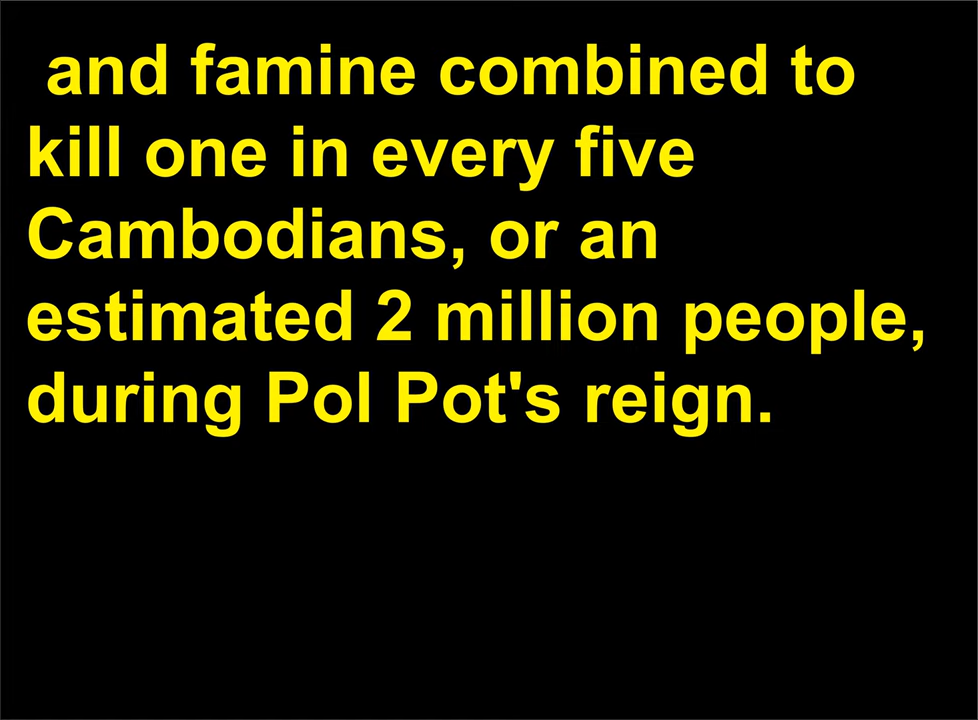 and famine combined to
kill one in every five
Cambodians, or an
estimated 2 million people,
during Pol Pot's reign.